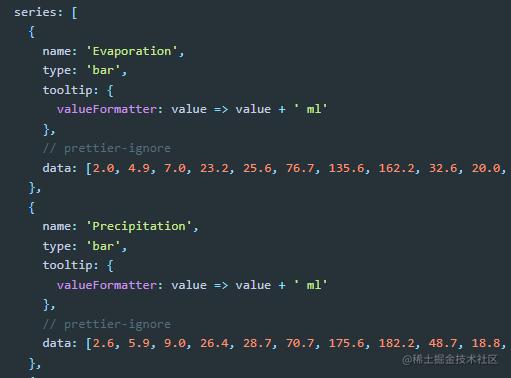 series: [
{
name: 'Evaporation',
type: 'bar',
tooltip: {
valueFormatter: value => value + ' ml'
},
// prettier-ignore
data: [2.0, 4.9, 7.0, 23.2, 25.6, 76.7, 135.6, 162.2, 32.6, 20.0,
},
{
name: 'Precipitation',
type: 'bar',
tooltip: {
valueFormatter: value => value + ' ml'
},
// prettier-ignore
data: [2.6, 5.9, 9.0, 26.4, 28.7, 70.7, 175.6, 182.2, 48.7, 18.8,
@稀土掘金技术社区
},